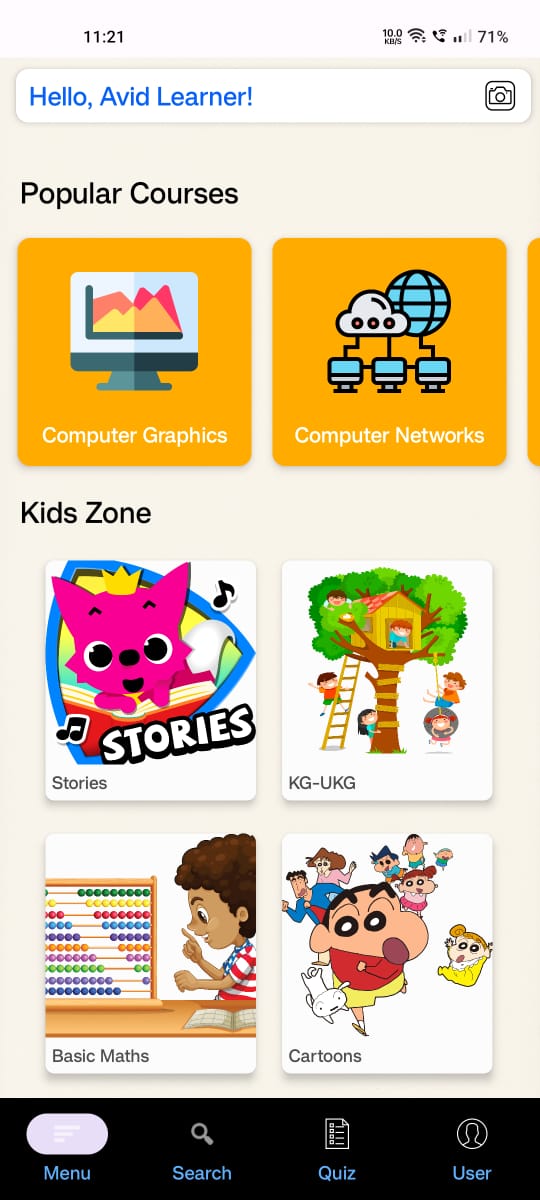 11:21
10.0
KB/S
71%
Hello, Avid Learner!
Popular Courses
Computer Graphics
Computer Networks
Kids Zone
STORIES
Stories
KG-UKG
Basic Maths
Cartoons
Menu
Search
Quiz
User